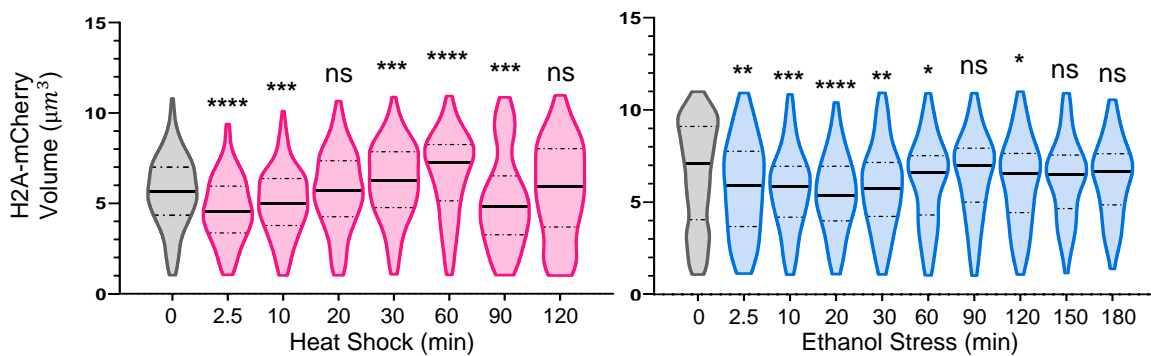 H2A-mCherry
Volume (μm³)
15
10
5
0
**** *** ns *** **** *** ns
0 2.5 10 20 30 60 90 120
Heat Shock (min)
15
10
5
0
** *** **** ** * ns * ns ns
0 2.5 10 20 30 60 90 120 150 180
Ethanol Stress (min)